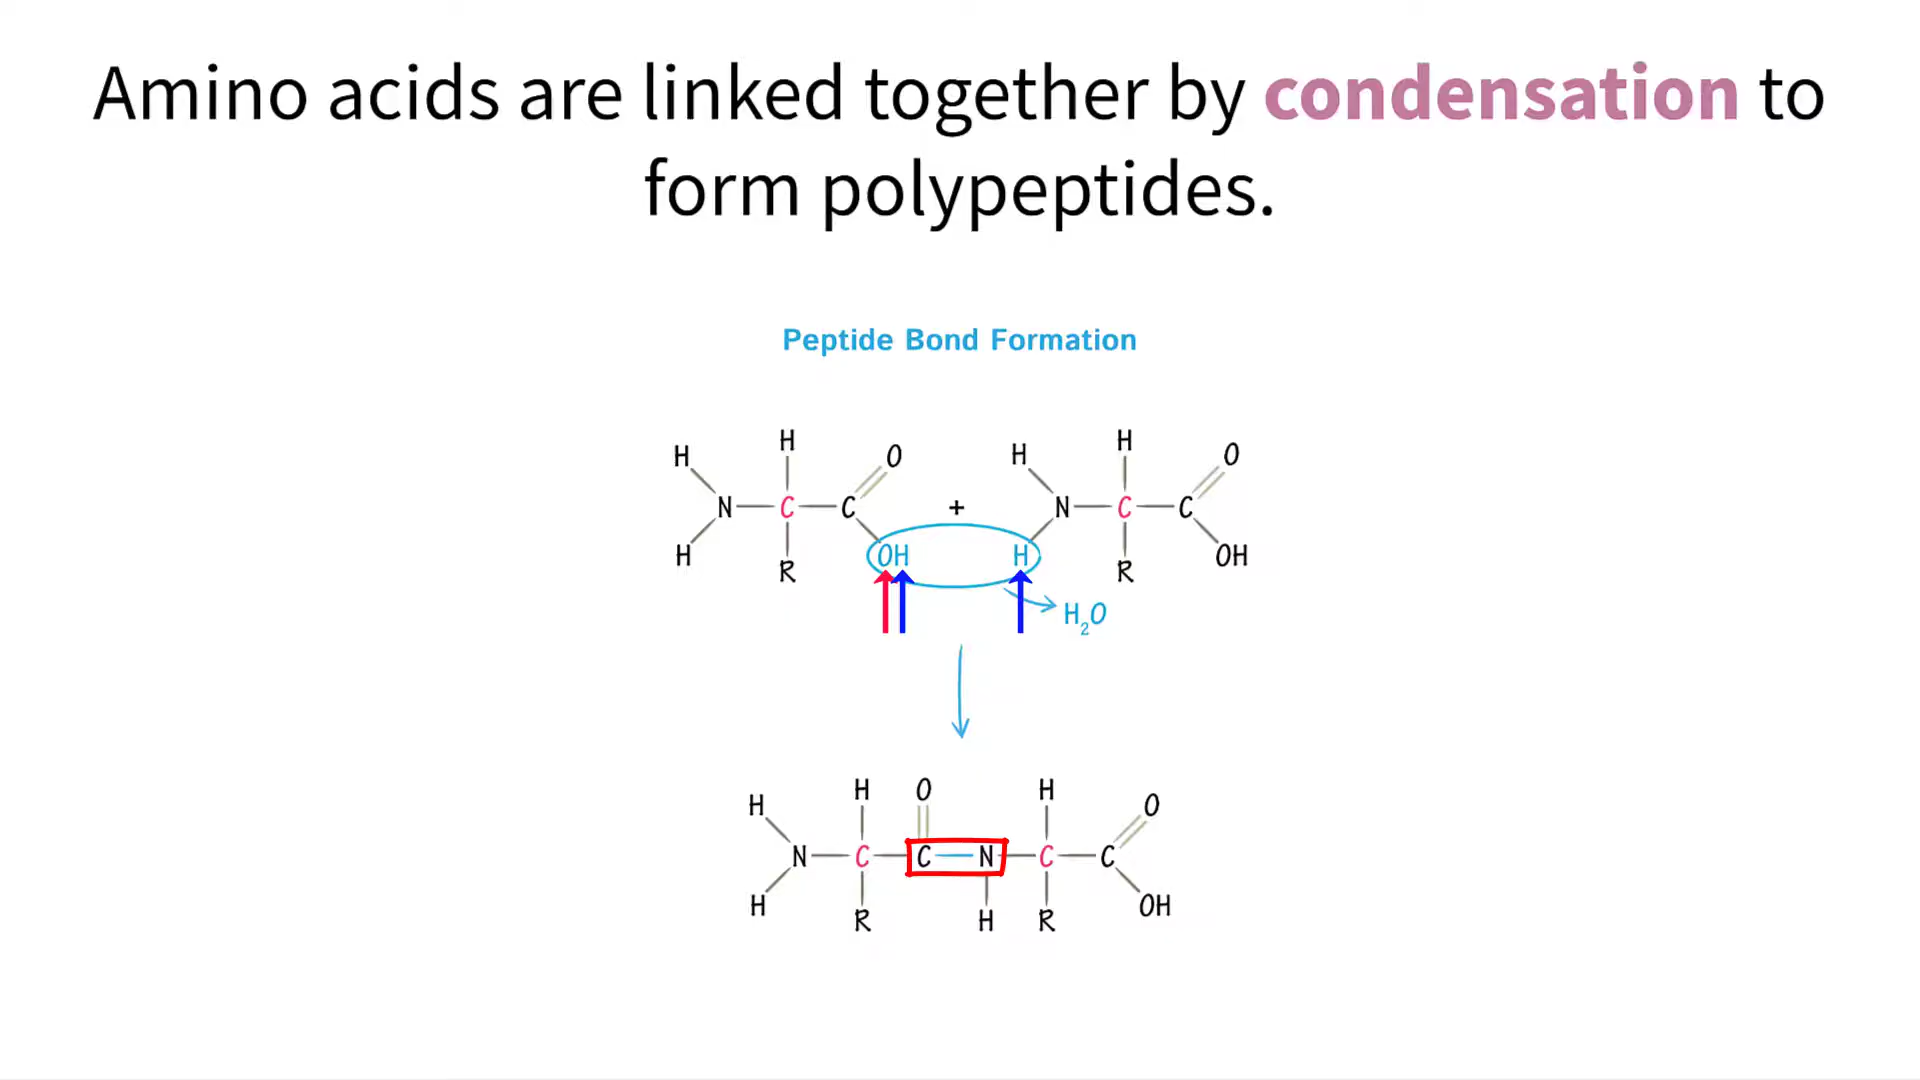 Amino acids are linked together by condensation to
form polypeptides.
Peptide Bond Formation
H H O H H O
N C C + N C C
H R OH H R OH
H₂O
H H O H O
N C C N C C
H R H R OH